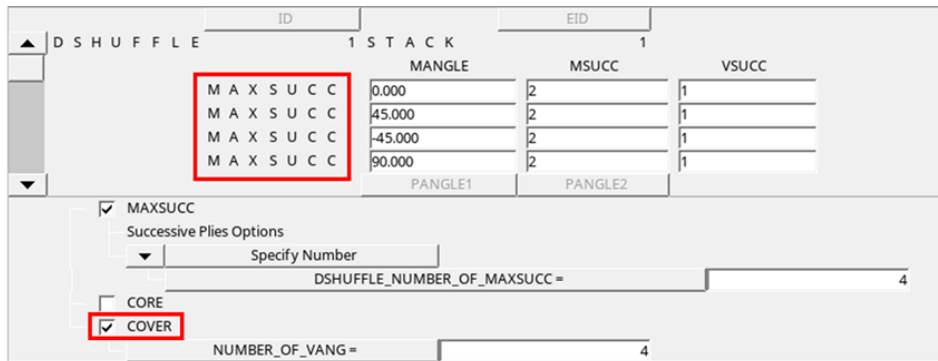 ID EID
D S H U F F L E 1 S T A C K 1
MANGLE MSUCC VSUCC
M A X S U C C 0.000 2 1
M A X S U C C 45.000 2 1
M A X S U C C -45.000 2 1
M A X S U C C 90.000 2 1
PANGLE1 PANGLE2
MAXSUCC
Successive Plies Options
Specify Number
DSHUFFLE_NUMBER_OF_MAXSUCC = 4
CORE
COVER
NUMBER_OF_VANG = 4